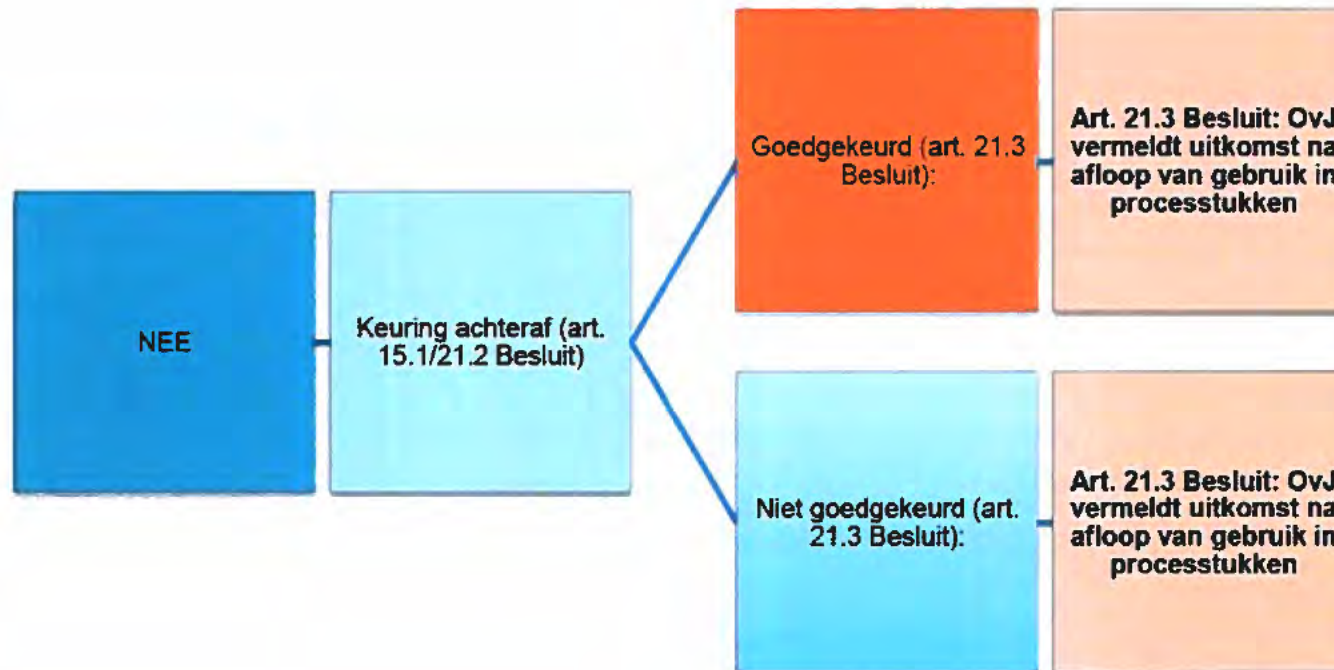 NEE
Keuring achteraf (art.
15.1/21.2 Besluit)
Goedgekeurd (art. 21.3
Besluit):
Art. 21.3 Besluit: OvJ
vermeldt uitkomst na
afloop van gebruik in
processtukken
Niet goedgekeurd (art.
21.3 Besluit):
Art. 21.3 Besluit: OvJ
vermeldt uitkomst na
afloop van gebruik in
processtukken